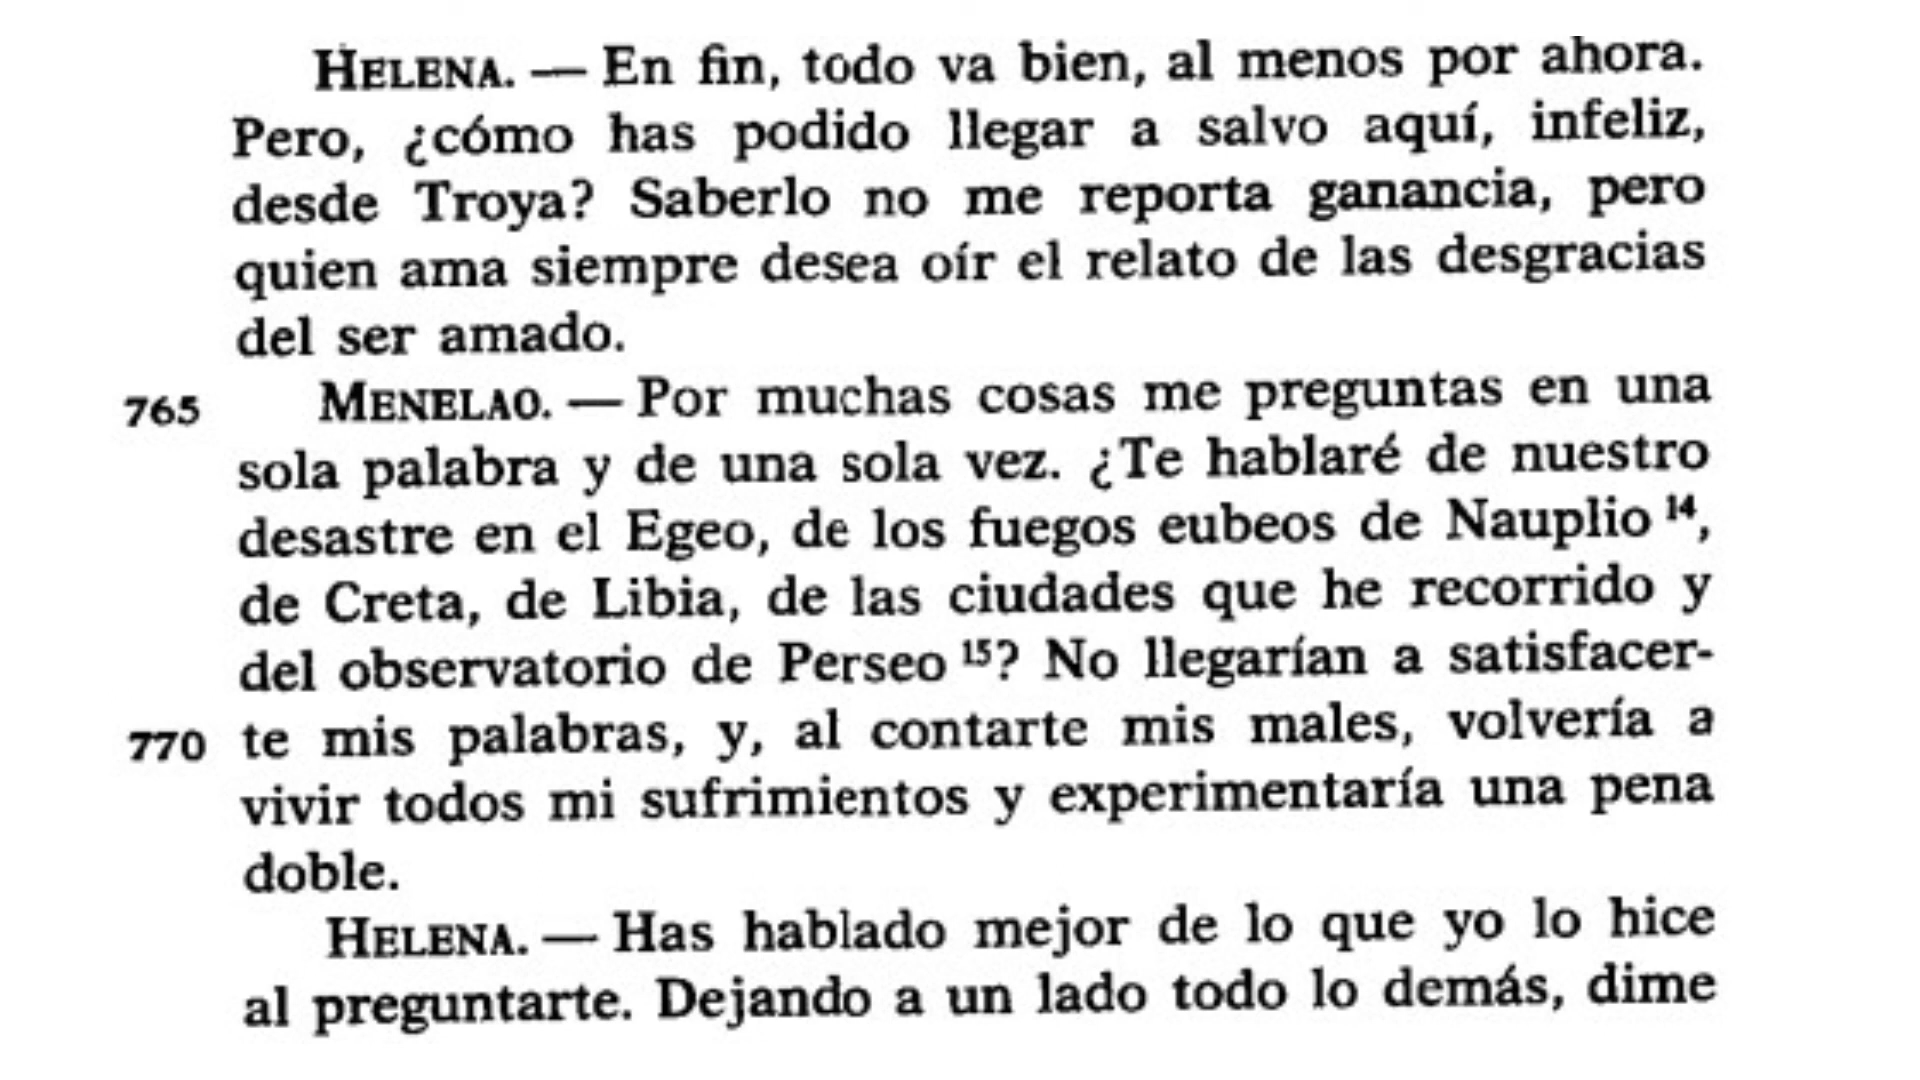 HELENA. — En fin, todo va bien, al menos por ahora.
Pero, ¿cómo has podido llegar a salvo aquí, infeliz,
desde Troya? Saberlo no me reporta ganancia, pero
quien ama siempre desea oír el relato de las desgracias
del ser amado.
765 MENELAO. — Por muchas cosas me preguntas en una
sola palabra y de una sola vez. ¿Te hablaré de nuestro
desastre en el Egeo, de los fuegos eubeos de Nauplio ¹⁴,
de Creta, de Libia, de las ciudades que he recorrido y
del observatorio de Perseo ¹⁵? No llegarían a satisfacer-
770 te mis palabras, y, al contarte mis males, volvería a
vivir todos mi sufrimientos y experimentaría una pena
doble.
HELENA. — Has hablado mejor de lo que yo lo hice
al preguntarte. Dejando a un lado todo lo demás, dime